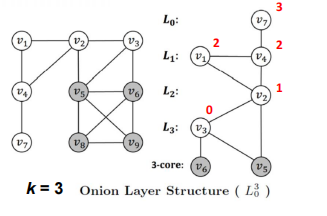 3
L₀: v₇
v₁ v₂ v₃
2 2
L₁: v₁ v₄
v₄ v₅ v₆
1
L₂: v₂
0
L₃: v₃
v₇ v₈ v₉
3-core: v₆ v₅
k = 3 Onion Layer Structure ( L₀³ )